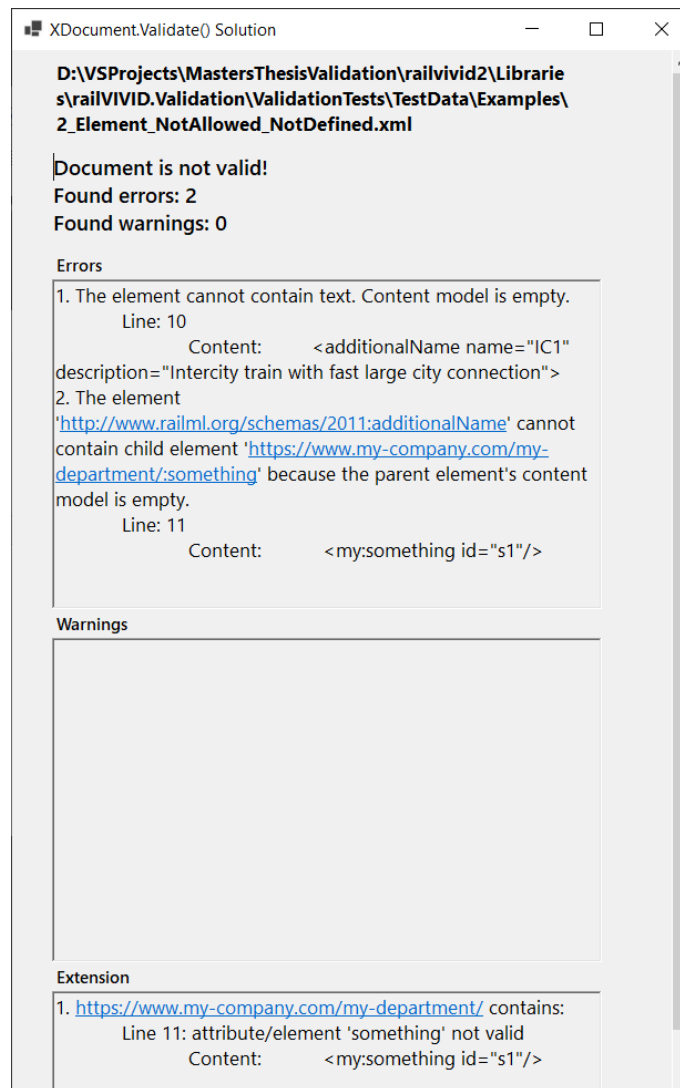 XDocument.Validate() Solution
D:\VSProjects\MastersThesisValidation\railvivid2\Librarie
s\railVIVID.Validation\ValidationTests\TestData\Examples\
2_Element_NotAllowed_NotDefined.xml
Document is not valid!
Found errors: 2
Found warnings: 0
Errors
1. The element cannot contain text. Content model is empty.
Line: 10
Content: <additionalName name="IC1"
description="Intercity train with fast large city connection">
2. The element
'http://www.railml.org/schemas/2011:additionalName' cannot
contain child element 'https://www.my-company.com/my-
department/:something' because the parent element's content
model is empty.
Line: 11
Content: <my:something id="s1"/>
Warnings
Extension
1. https://www.my-company.com/my-department/ contains:
Line 11: attribute/element 'something' not valid
Content: <my:something id="s1"/>